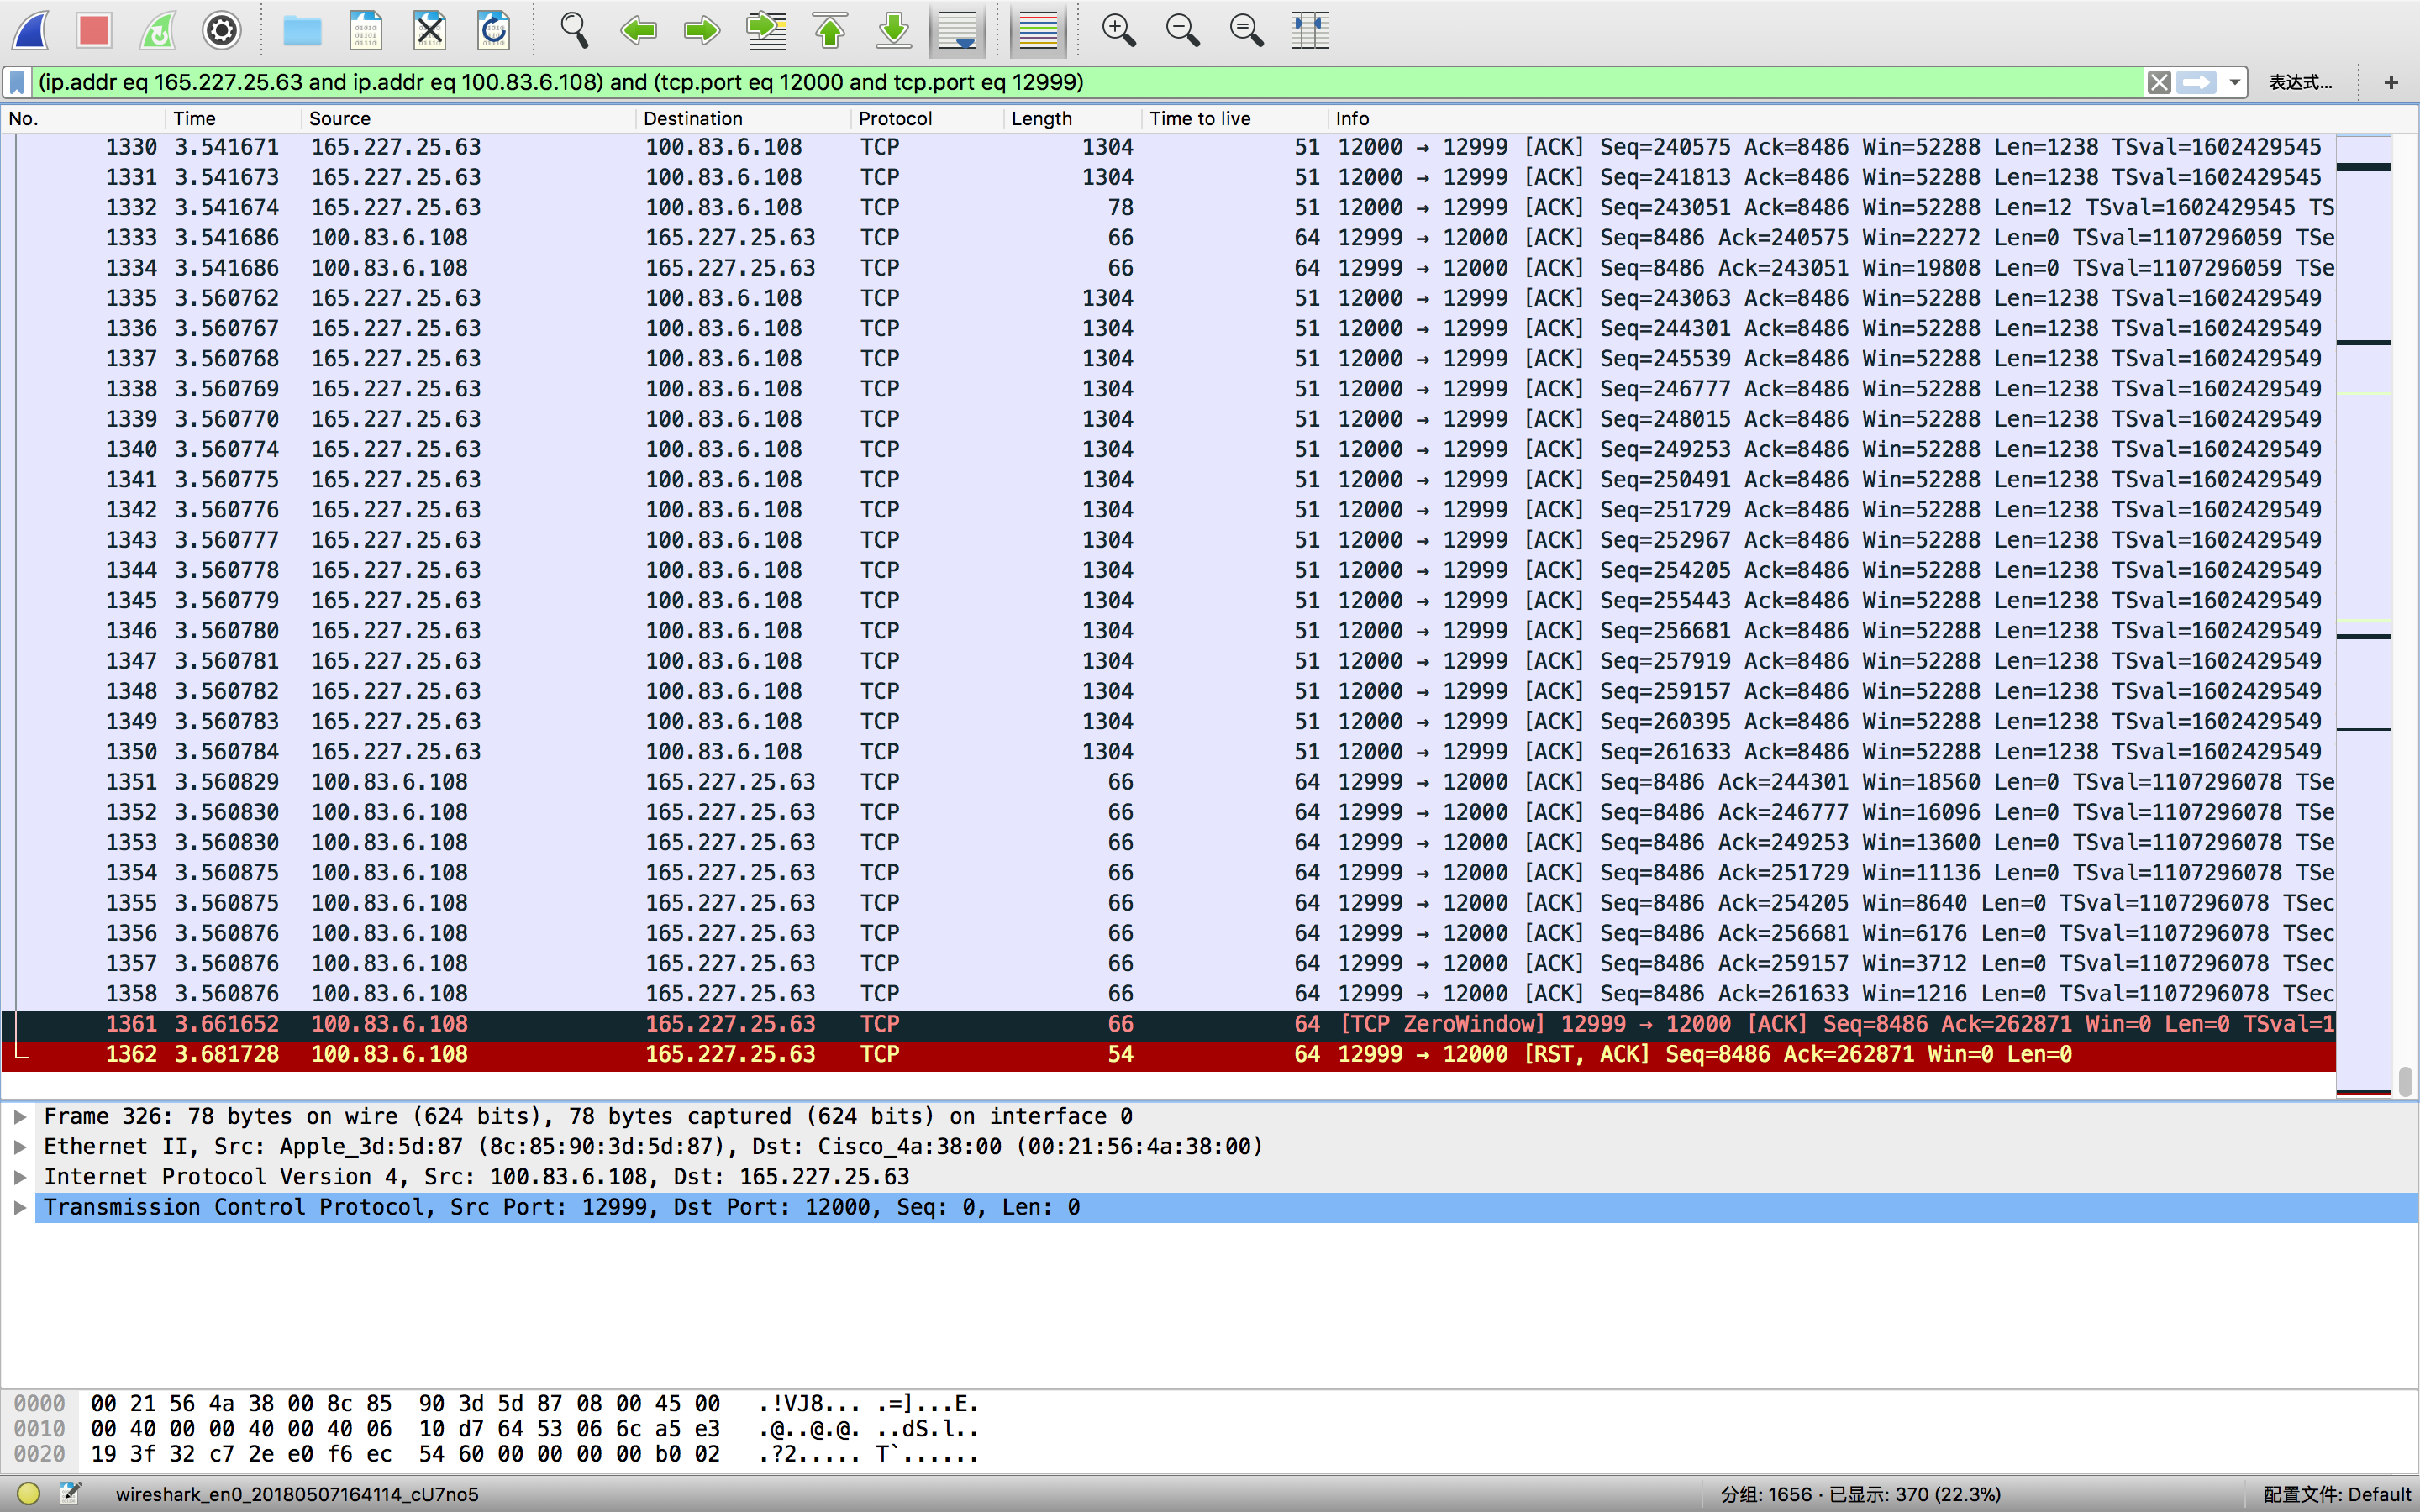 (ip.addr eq 165.227.25.63 and ip.addr eq 100.83.6.108) and (tcp.port eq 12000 and tcp.port eq 12999) 表达式… +
No. Time Source Destination Protocol Length Time to live Info
1330 3.541671 165.227.25.63 100.83.6.108 TCP 1304 51 12000 → 12999 [ACK] Seq=240575 Ack=8486 Win=52288 Len=1238 TSval=1602429545
1331 3.541673 165.227.25.63 100.83.6.108 TCP 1304 51 12000 → 12999 [ACK] Seq=241813 Ack=8486 Win=52288 Len=1238 TSval=1602429545
1332 3.541674 165.227.25.63 100.83.6.108 TCP 78 51 12000 → 12999 [ACK] Seq=243051 Ack=8486 Win=52288 Len=12 TSval=1602429545 TS
1333 3.541686 100.83.6.108 165.227.25.63 TCP 66 64 12999 → 12000 [ACK] Seq=8486 Ack=240575 Win=22272 Len=0 TSval=1107296059 TSe
1334 3.541686 100.83.6.108 165.227.25.63 TCP 66 64 12999 → 12000 [ACK] Seq=8486 Ack=243051 Win=19808 Len=0 TSval=1107296059 TSe
1335 3.560762 165.227.25.63 100.83.6.108 TCP 1304 51 12000 → 12999 [ACK] Seq=243063 Ack=8486 Win=52288 Len=1238 TSval=1602429549
1336 3.560767 165.227.25.63 100.83.6.108 TCP 1304 51 12000 → 12999 [ACK] Seq=244301 Ack=8486 Win=52288 Len=1238 TSval=1602429549
1337 3.560768 165.227.25.63 100.83.6.108 TCP 1304 51 12000 → 12999 [ACK] Seq=245539 Ack=8486 Win=52288 Len=1238 TSval=1602429549
1338 3.560769 165.227.25.63 100.83.6.108 TCP 1304 51 12000 → 12999 [ACK] Seq=246777 Ack=8486 Win=52288 Len=1238 TSval=1602429549
1339 3.560770 165.227.25.63 100.83.6.108 TCP 1304 51 12000 → 12999 [ACK] Seq=248015 Ack=8486 Win=52288 Len=1238 TSval=1602429549
1340 3.560774 165.227.25.63 100.83.6.108 TCP 1304 51 12000 → 12999 [ACK] Seq=249253 Ack=8486 Win=52288 Len=1238 TSval=1602429549
1341 3.560775 165.227.25.63 100.83.6.108 TCP 1304 51 12000 → 12999 [ACK] Seq=250491 Ack=8486 Win=52288 Len=1238 TSval=1602429549
1342 3.560776 165.227.25.63 100.83.6.108 TCP 1304 51 12000 → 12999 [ACK] Seq=251729 Ack=8486 Win=52288 Len=1238 TSval=1602429549
1343 3.560777 165.227.25.63 100.83.6.108 TCP 1304 51 12000 → 12999 [ACK] Seq=252967 Ack=8486 Win=52288 Len=1238 TSval=1602429549
1344 3.560778 165.227.25.63 100.83.6.108 TCP 1304 51 12000 → 12999 [ACK] Seq=254205 Ack=8486 Win=52288 Len=1238 TSval=1602429549
1345 3.560779 165.227.25.63 100.83.6.108 TCP 1304 51 12000 → 12999 [ACK] Seq=255443 Ack=8486 Win=52288 Len=1238 TSval=1602429549
1346 3.560780 165.227.25.63 100.83.6.108 TCP 1304 51 12000 → 12999 [ACK] Seq=256681 Ack=8486 Win=52288 Len=1238 TSval=1602429549
1347 3.560781 165.227.25.63 100.83.6.108 TCP 1304 51 12000 → 12999 [ACK] Seq=257919 Ack=8486 Win=52288 Len=1238 TSval=1602429549
1348 3.560782 165.227.25.63 100.83.6.108 TCP 1304 51 12000 → 12999 [ACK] Seq=259157 Ack=8486 Win=52288 Len=1238 TSval=1602429549
1349 3.560783 165.227.25.63 100.83.6.108 TCP 1304 51 12000 → 12999 [ACK] Seq=260395 Ack=8486 Win=52288 Len=1238 TSval=1602429549
1350 3.560784 165.227.25.63 100.83.6.108 TCP 1304 51 12000 → 12999 [ACK] Seq=261633 Ack=8486 Win=52288 Len=1238 TSval=1602429549
1351 3.560829 100.83.6.108 165.227.25.63 TCP 66 64 12999 → 12000 [ACK] Seq=8486 Ack=244301 Win=18560 Len=0 TSval=1107296078 TSe
1352 3.560830 100.83.6.108 165.227.25.63 TCP 66 64 12999 → 12000 [ACK] Seq=8486 Ack=246777 Win=16096 Len=0 TSval=1107296078 TSe
1353 3.560830 100.83.6.108 165.227.25.63 TCP 66 64 12999 → 12000 [ACK] Seq=8486 Ack=249253 Win=13600 Len=0 TSval=1107296078 TSe
1354 3.560875 100.83.6.108 165.227.25.63 TCP 66 64 12999 → 12000 [ACK] Seq=8486 Ack=251729 Win=11136 Len=0 TSval=1107296078 TSe
1355 3.560875 100.83.6.108 165.227.25.63 TCP 66 64 12999 → 12000 [ACK] Seq=8486 Ack=254205 Win=8640 Len=0 TSval=1107296078 TSec
1356 3.560876 100.83.6.108 165.227.25.63 TCP 66 64 12999 → 12000 [ACK] Seq=8486 Ack=256681 Win=6176 Len=0 TSval=1107296078 TSec
1357 3.560876 100.83.6.108 165.227.25.63 TCP 66 64 12999 → 12000 [ACK] Seq=8486 Ack=259157 Win=3712 Len=0 TSval=1107296078 TSec
1358 3.560876 100.83.6.108 165.227.25.63 TCP 66 64 12999 → 12000 [ACK] Seq=8486 Ack=261633 Win=1216 Len=0 TSval=1107296078 TSec
1361 3.661652 100.83.6.108 165.227.25.63 TCP 66 64 [TCP ZeroWindow] 12999 → 12000 [ACK] Seq=8486 Ack=262871 Win=0 Len=0 TSval=1
1362 3.681728 100.83.6.108 165.227.25.63 TCP 54 64 12999 → 12000 [RST, ACK] Seq=8486 Ack=262871 Win=0 Len=0
Frame 326: 78 bytes on wire (624 bits), 78 bytes captured (624 bits) on interface 0
Ethernet II, Src: Apple_3d:5d:87 (8c:85:90:3d:5d:87), Dst: Cisco_4a:38:00 (00:21:56:4a:38:00)
Internet Protocol Version 4, Src: 100.83.6.108, Dst: 165.227.25.63
Transmission Control Protocol, Src Port: 12999, Dst Port: 12000, Seq: 0, Len: 0
0000 00 21 56 4a 38 00 8c 85 90 3d 5d 87 08 00 45 00 .!VJ8... .=]...E.
0010 00 40 00 00 40 00 40 06 10 d7 64 53 06 6c a5 e3 .@..@.@. ..dS.l..
0020 19 3f 32 c7 2e e0 f6 ec 54 60 00 00 00 00 b0 02 .?2..... T`......
wireshark_en0_20180507164114_cU7no5 分组: 1656 · 已显示: 370 (22.3%) 配置文件: Default